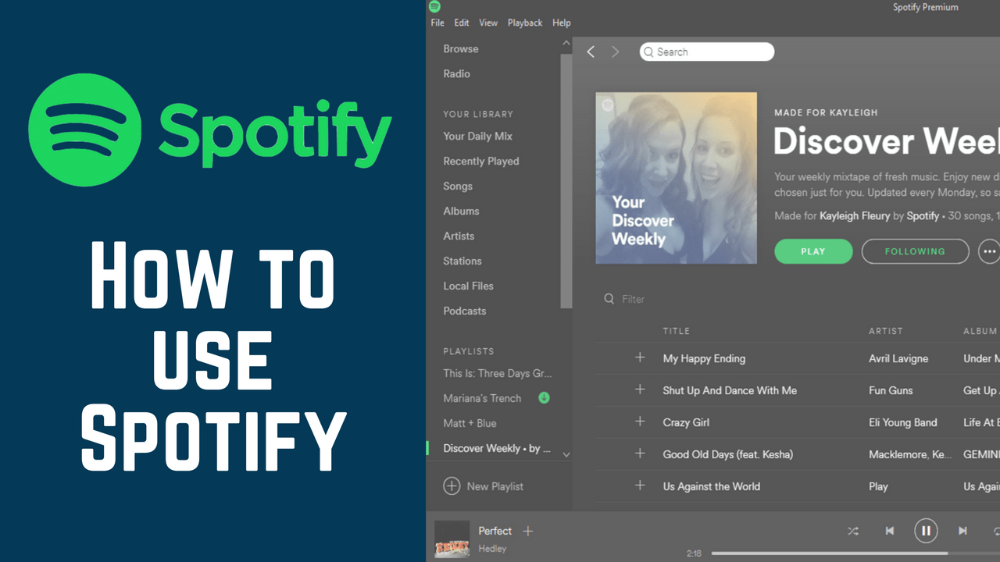 Spotify
How to
use
Spotify
Spotify Premium
File Edit View Playback Help
Browse
Radio
YOUR LIBRARY
Your Daily Mix
Recently Played
Songs
Albums
Artists
Stations
Local Files
Podcasts
PLAYLISTS
This Is: Three Days Gr...
Mariana's Trench
Matt + Blue
Discover Weekly • by ...
New Playlist
Search
Your
Discover
Weekly
MADE FOR KAYLEIGH
Discover Weekl
Your weekly mixtape of fresh music. Enjoy new d
chosen just for you. Updated every Monday, so sa
Made for Kayleigh Fleury by Spotify • 30 songs, 1
PLAY FOLLOWING
Filter
TITLE ARTIST ALBUM
My Happy Ending Avril Lavigne Under M
Shut Up And Dance With Me Fun Guns Get Up
Crazy Girl Eli Young Band Life At E
Good Old Days (feat. Kesha) Macklemore, Ke... GEMINI
Us Against the World Play Us Agai
Perfect
Hedley
2:18